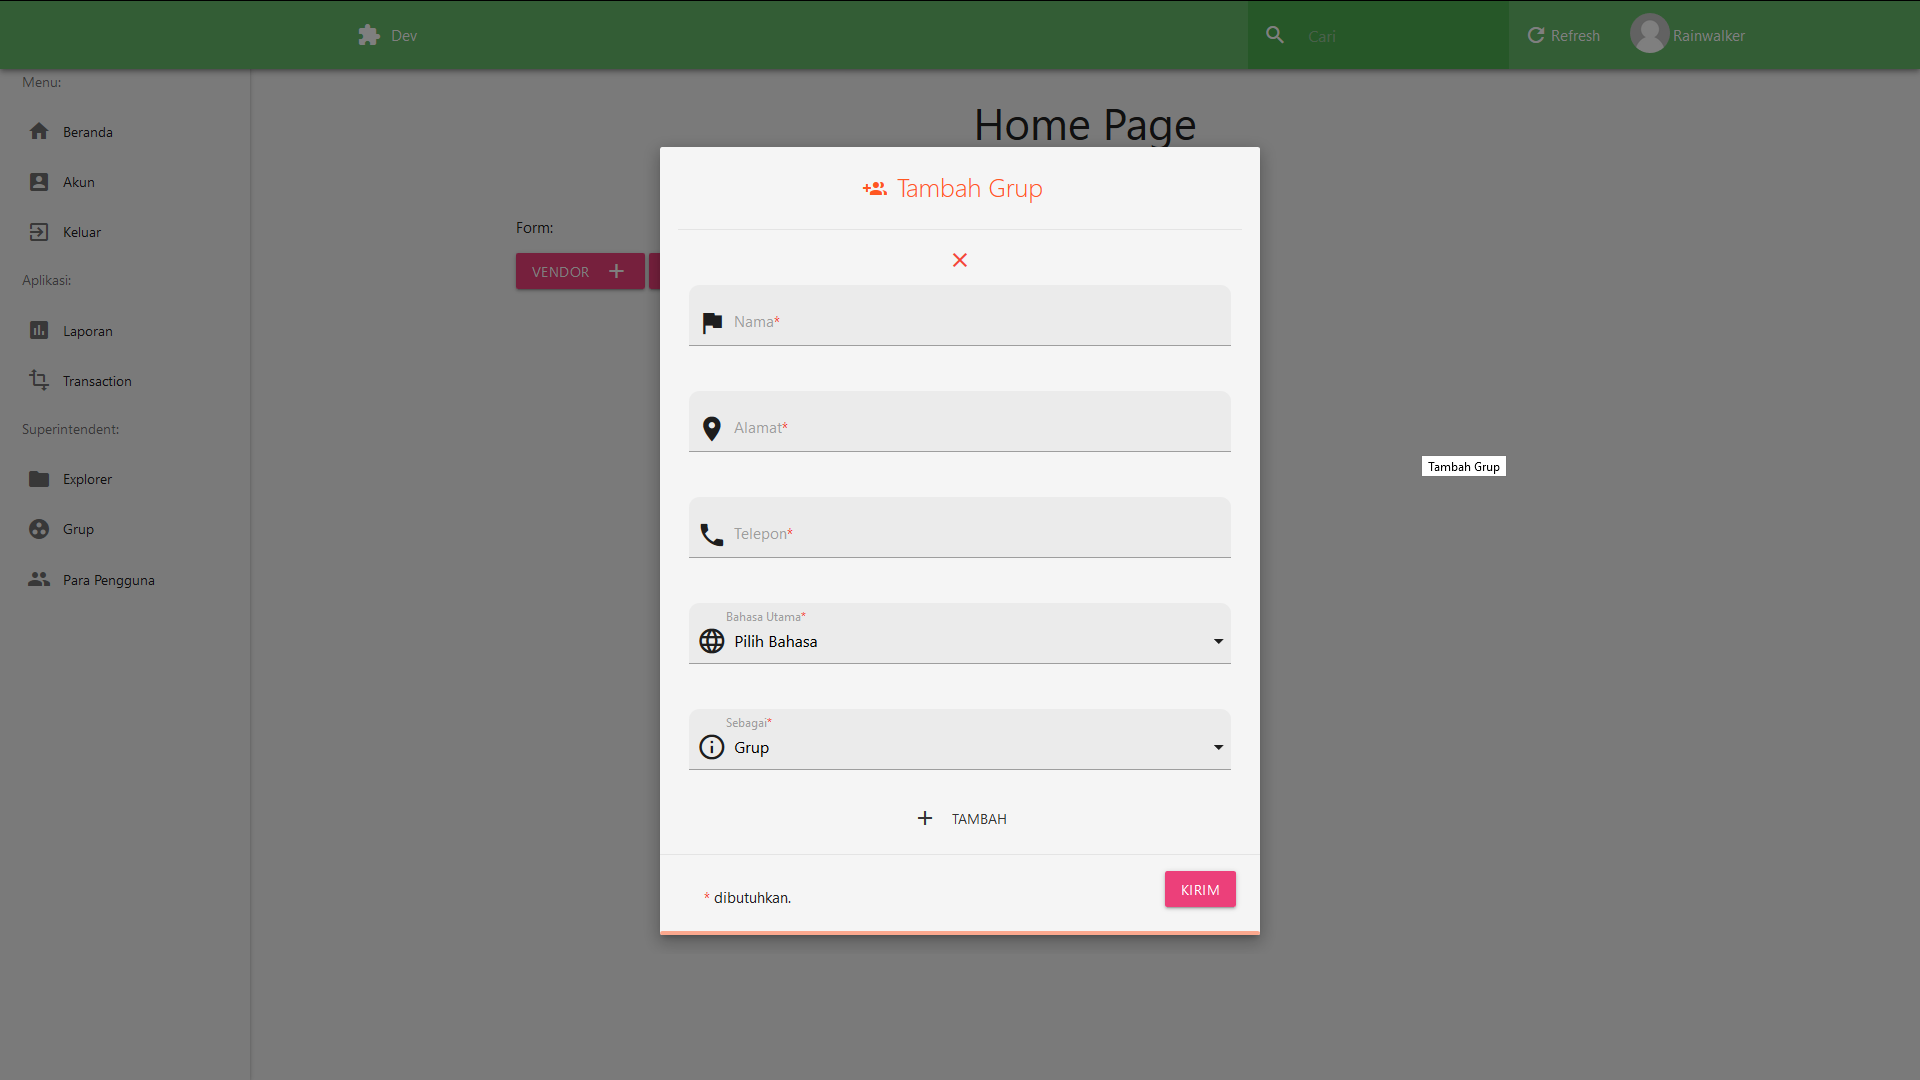 Dev
Cari
Refresh
Rainwalker
Menu:
Beranda
Akun
Keluar
Aplikasi:
Laporan
Transaction
Superintendent:
Explorer
Grup
Para Pengguna
Home Page
Form:
VENDOR
Tambah Grup
Nama*
Alamat*
Telepon*
Bahasa Utama*
Pilih Bahasa
Sebagai*
Grup
TAMBAH
* dibutuhkan.
KIRIM
Tambah Grup